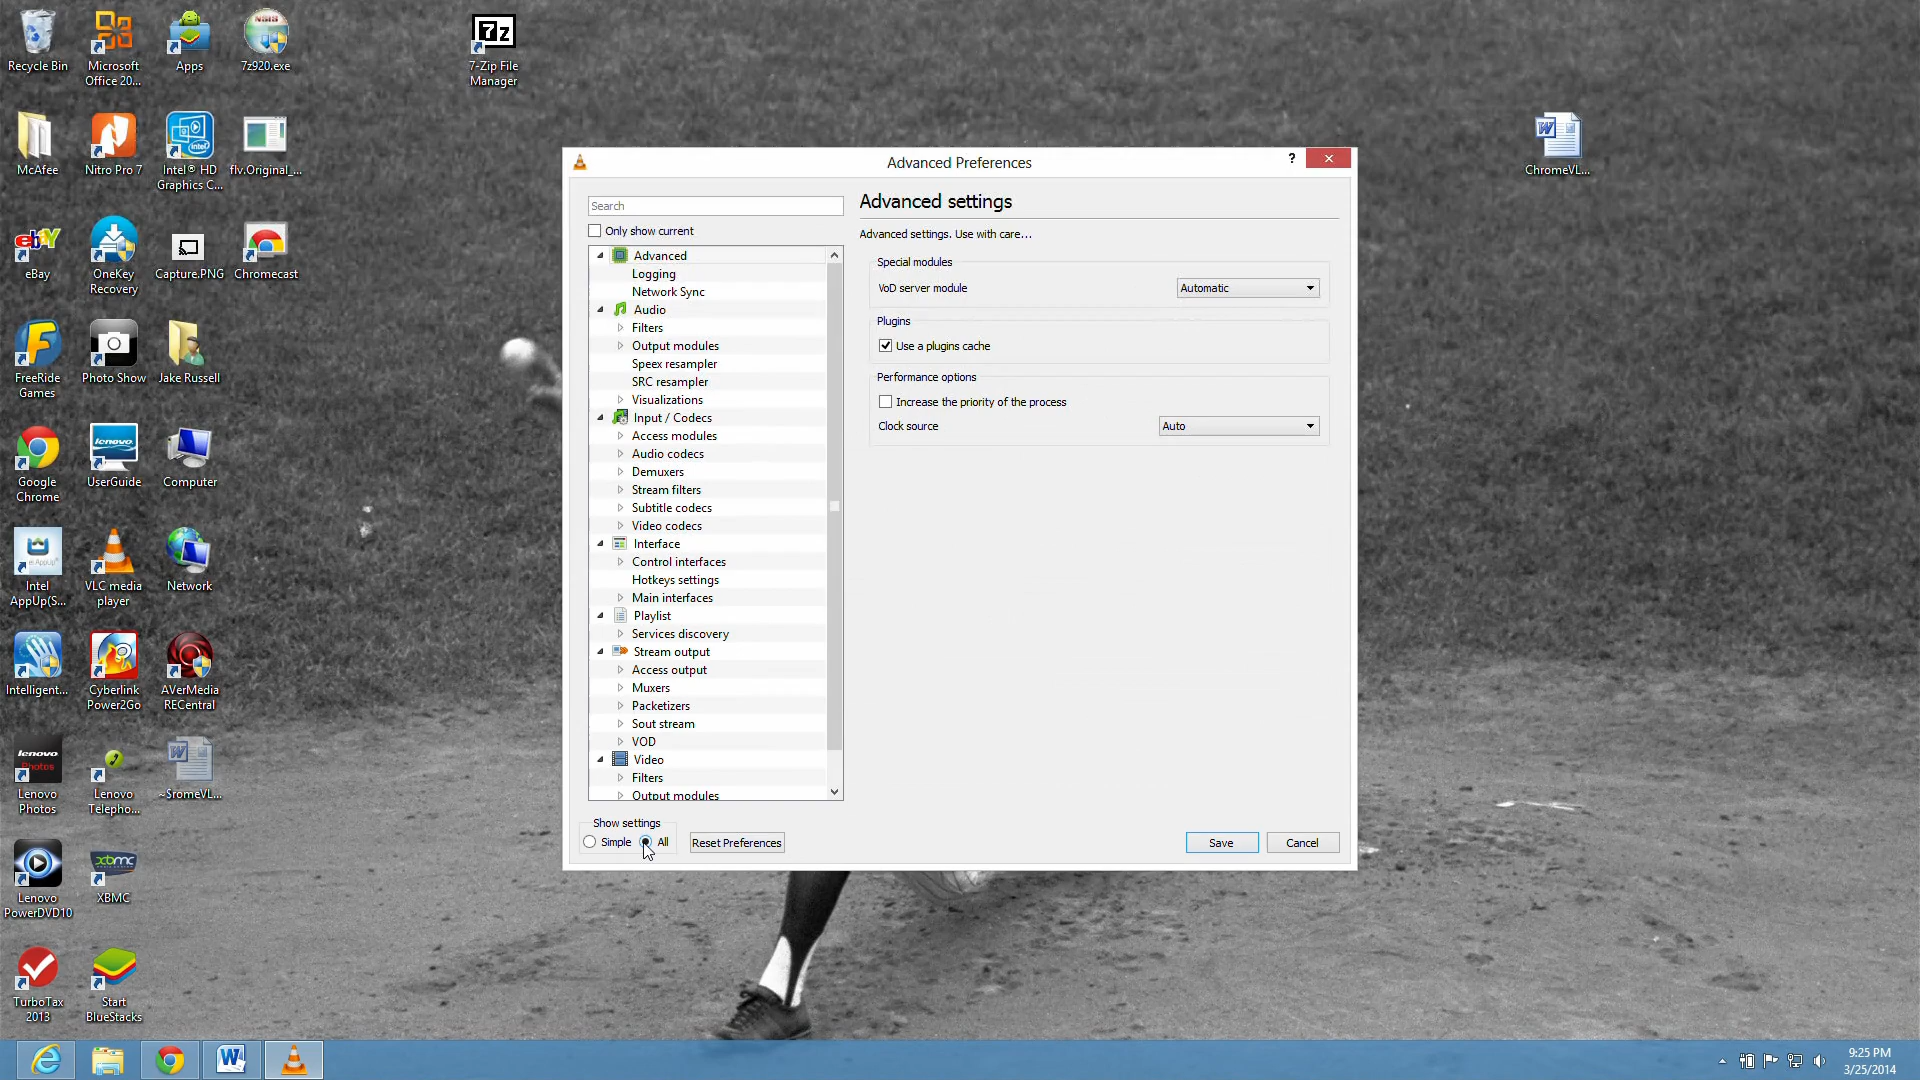 Recycle Bin
Microsoft
Office 20...
Apps
NSIS
7z920.exe
7z
7-Zip File
Manager
McAfee
Nitro Pro 7
intel
Intel® HD
Graphics C...
flv.Original_...
ChromeVL...
ebay
eBay
OneKey
Recovery
Capture.PNG
Chromecast
FreeRide
Games
Photo Show
Jake Russell
Google
Chrome
lenovo
UserGuide
Computer
Intel
AppUp(S...
VLC media
player
Network
Intelligent...
Cyberlink
Power2Go
AVerMedia
RECentral
lenovo
Photos
Lenovo
Photos
Lenovo
Telepho...
~$romeVL...
Lenovo
PowerDVD10
xbmc
XBMC
TurboTax
2013
Start
BlueStacks
Advanced Preferences
?
Search
Only show current
Advanced
Logging
Network Sync
Audio
Filters
Output modules
Speex resampler
SRC resampler
Visualizations
Input / Codecs
Access modules
Audio codecs
Demuxers
Stream filters
Subtitle codecs
Video codecs
Interface
Control interfaces
Hotkeys settings
Main interfaces
Playlist
Services discovery
Stream output
Access output
Muxers
Packetizers
Sout stream
VOD
Video
Filters
Output modules
Advanced settings
Advanced settings. Use with care...
Special modules
VoD server module Automatic
Plugins
Use a plugins cache
Performance options
Increase the priority of the process
Clock source Auto
Show settings
Simple All Reset Preferences Save Cancel
9:25 PM
3/25/2014